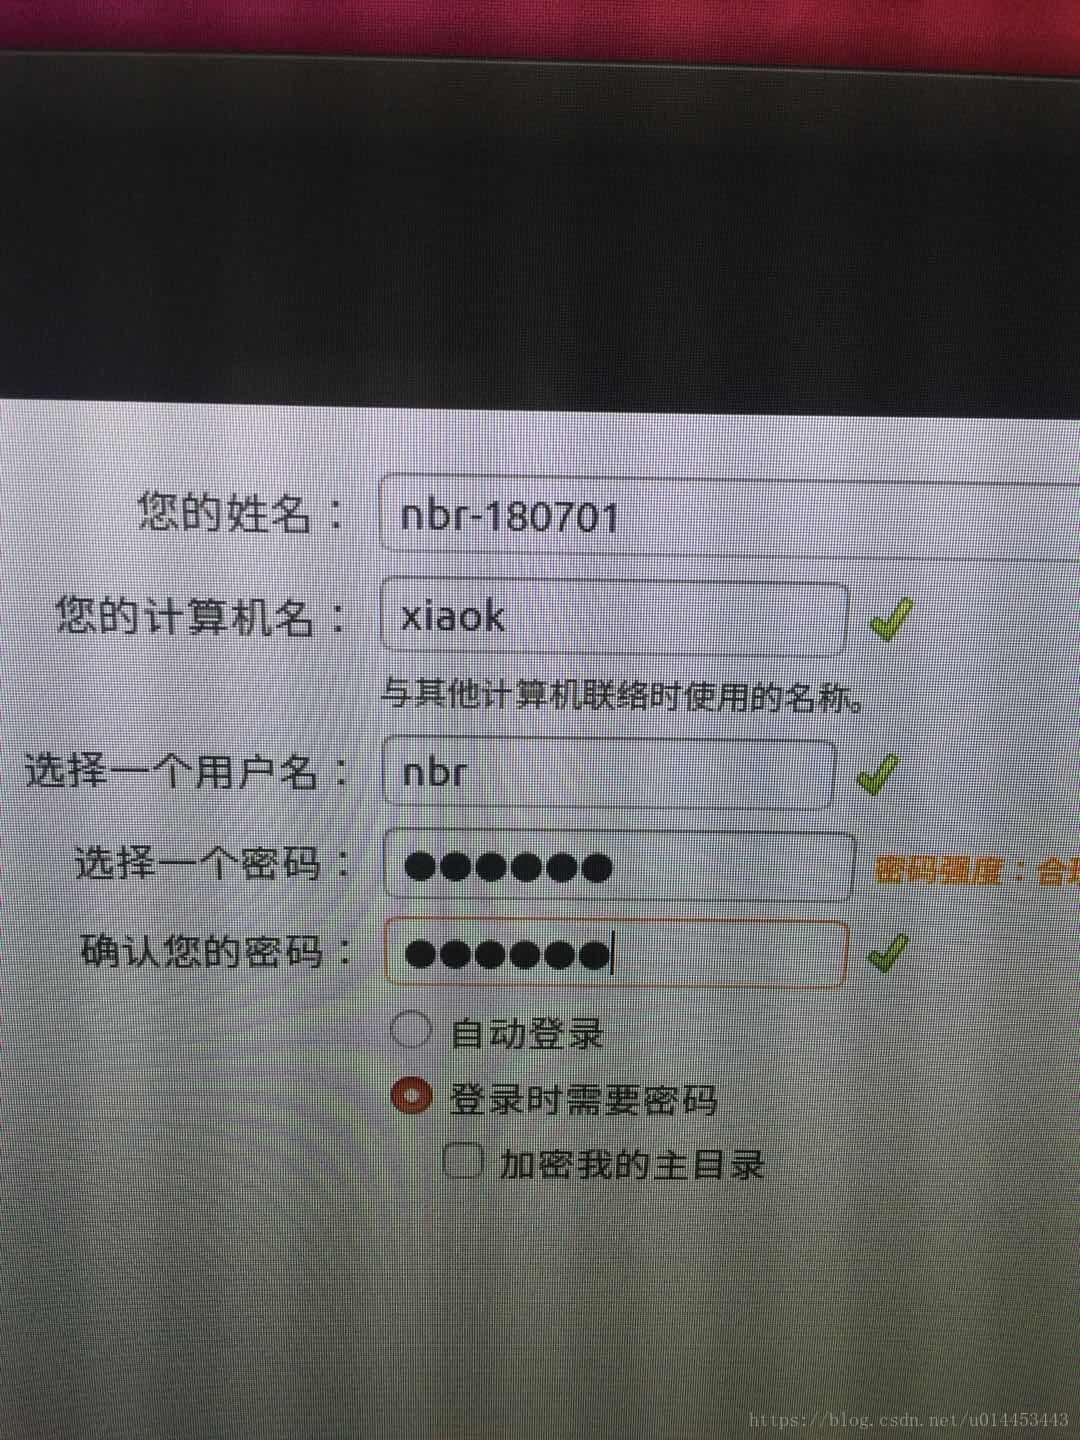 您的姓名： nbr-180701
您的计算机名： xiaok
与其他计算机联络时使用的名称。
选择一个用户名： nbr
选择一个密码： ●●●●●● 密码强度：合
确认您的密码： ●●●●●●
自动登录
登录时需要密码
加密我的主目录
https://blog.csdn.net/u014453443